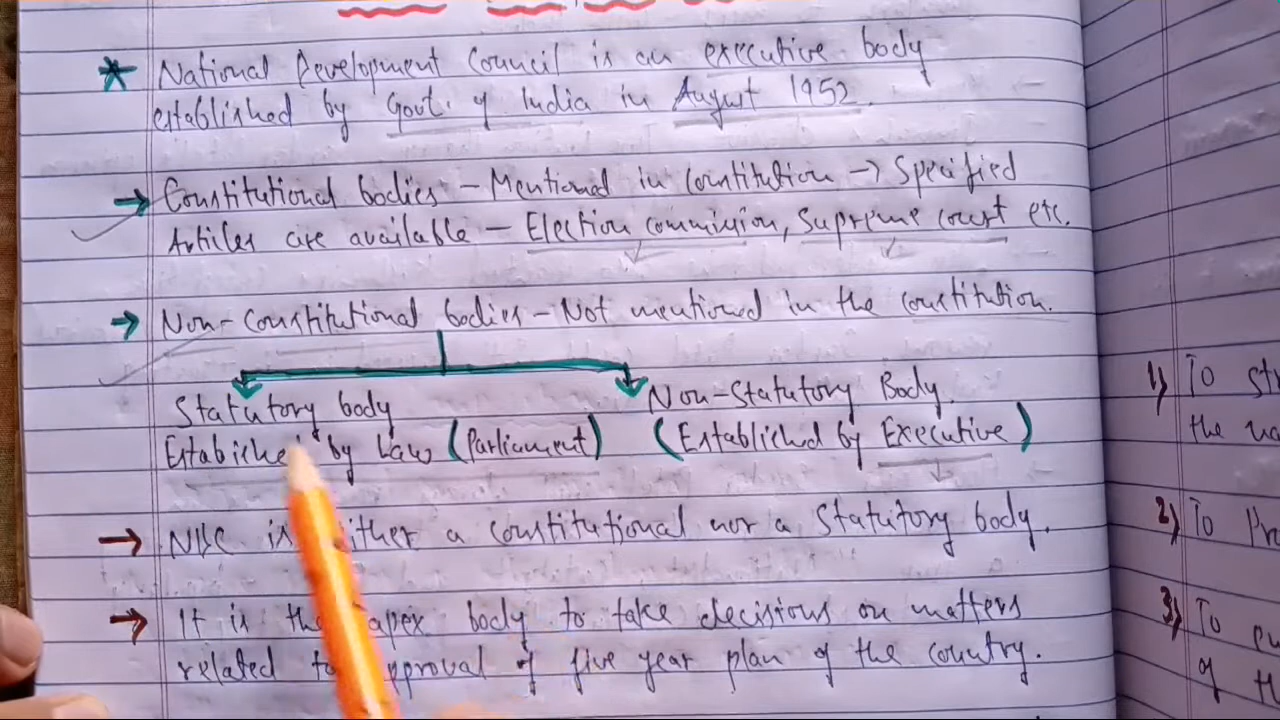 National Development Council is an executive body
established by Govt. of India in August 1952.
Constitutional bodies – Mentioned in constitution → Specified
Articles are available – Election commission, Supreme court etc.
Non-Constitutional bodies – Not mentioned in the constitution.
Statutory body
Non-Statutory Body.
by Law (Parliament)
(Established by Executive)
NDC is a constitutional nor a Statutory body.
It is apex body to take decisions on matters
related of five year plan of the country.
1) To
the
2) To
3) To
of